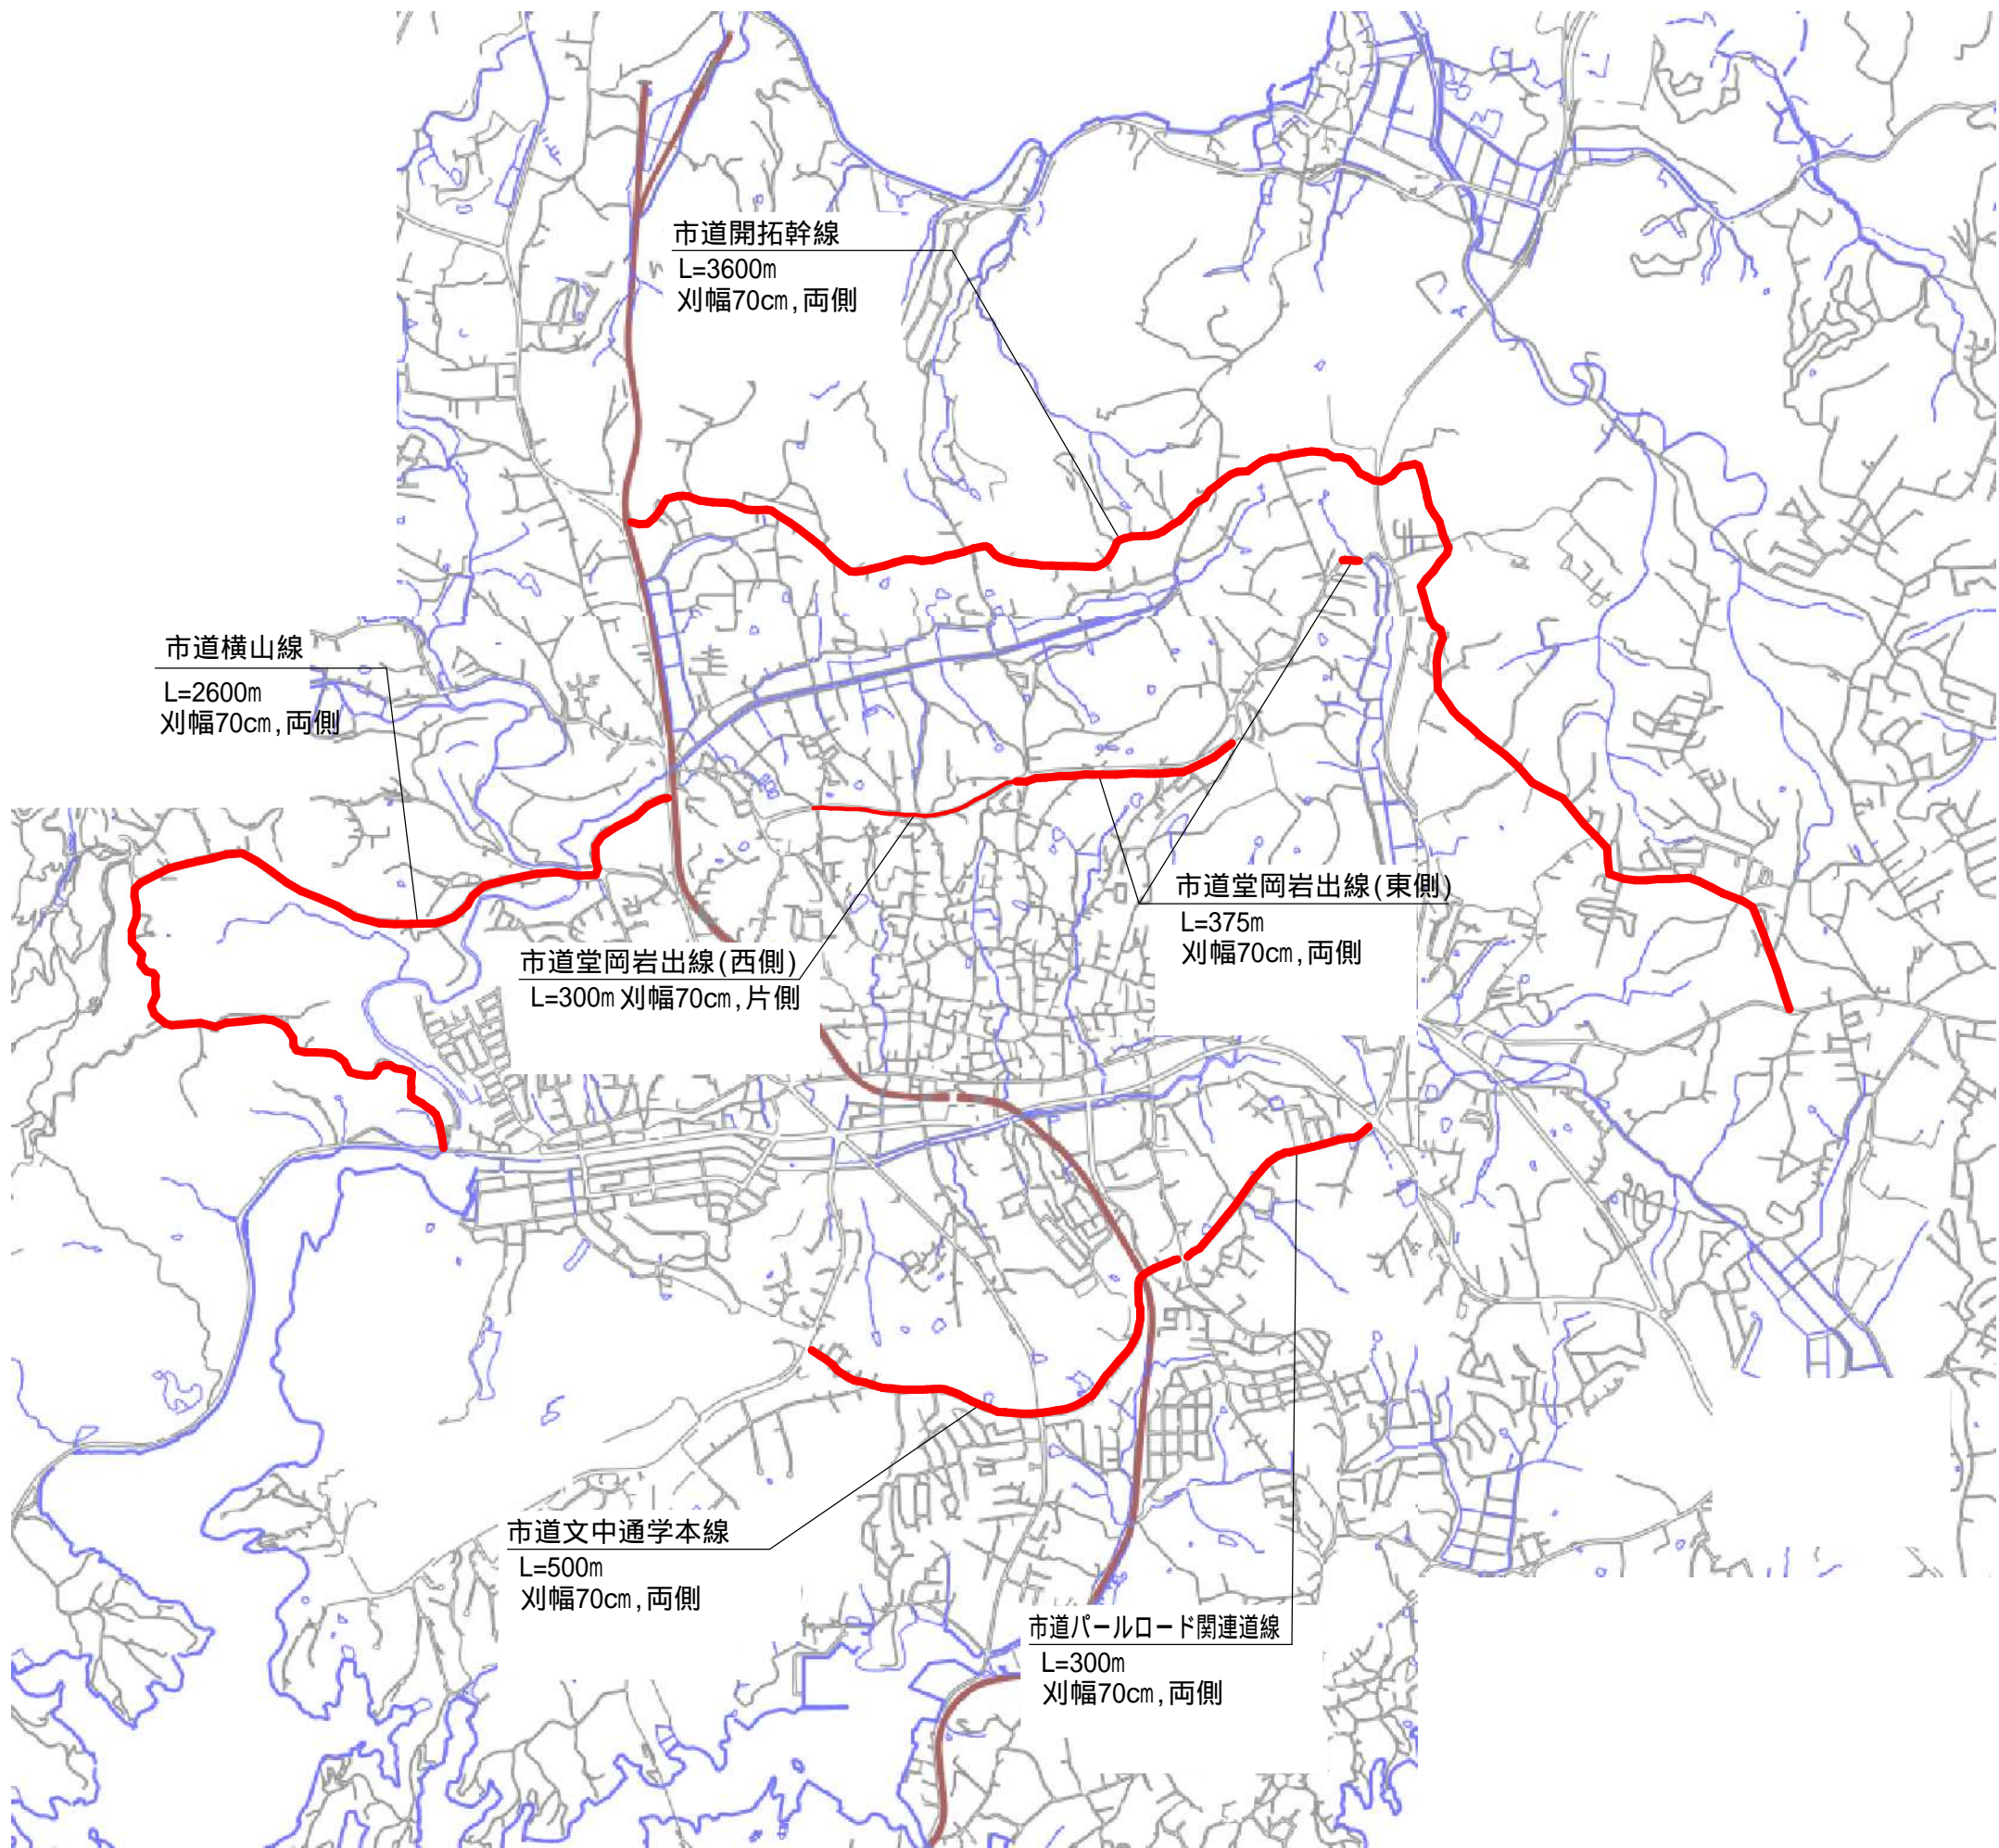 市道開拓幹線
L=3600m
刈幅70cm,両側
市道横山線
L=2600m
刈幅70cm,両側
市道堂岡岩出線(東側)
L=375m
刈幅70cm,両側
市道堂岡岩出線(西側)
L=300m 刈幅70cm,片側
市道文中通学本線
L=500m
刈幅70cm,両側
市道パールロード関連道線
L=300m
刈幅70cm,両側